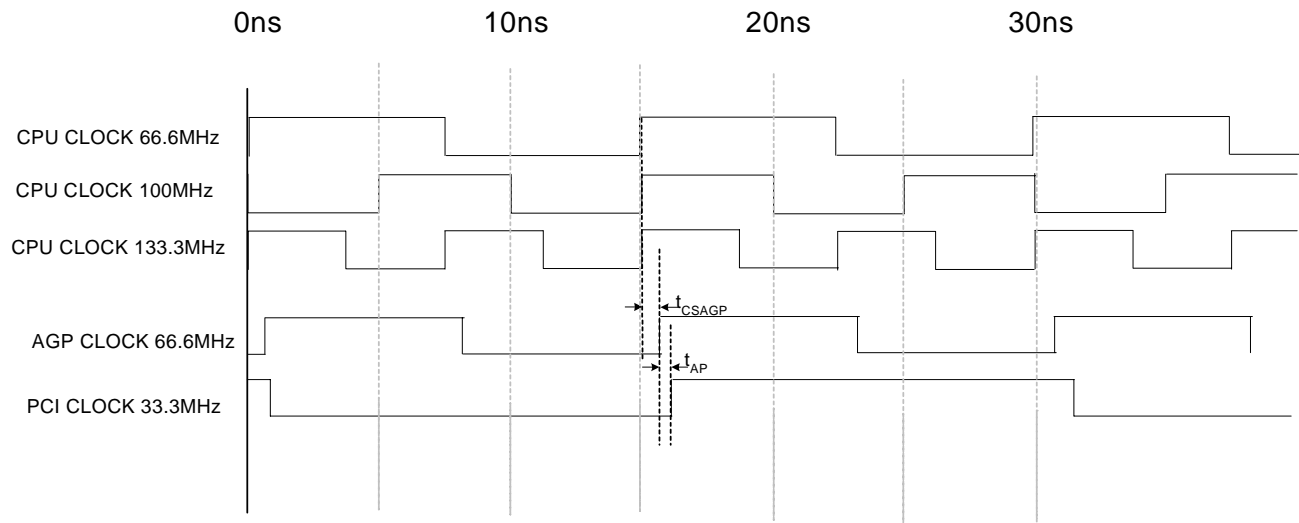 0ns 10ns 20ns 30ns
CPU CLOCK 66.6MHz
CPU CLOCK 100MHz
CPU CLOCK 133.3MHz
tCSAGP
AGP CLOCK 66.6MHz
tAP
PCI CLOCK 33.3MHz